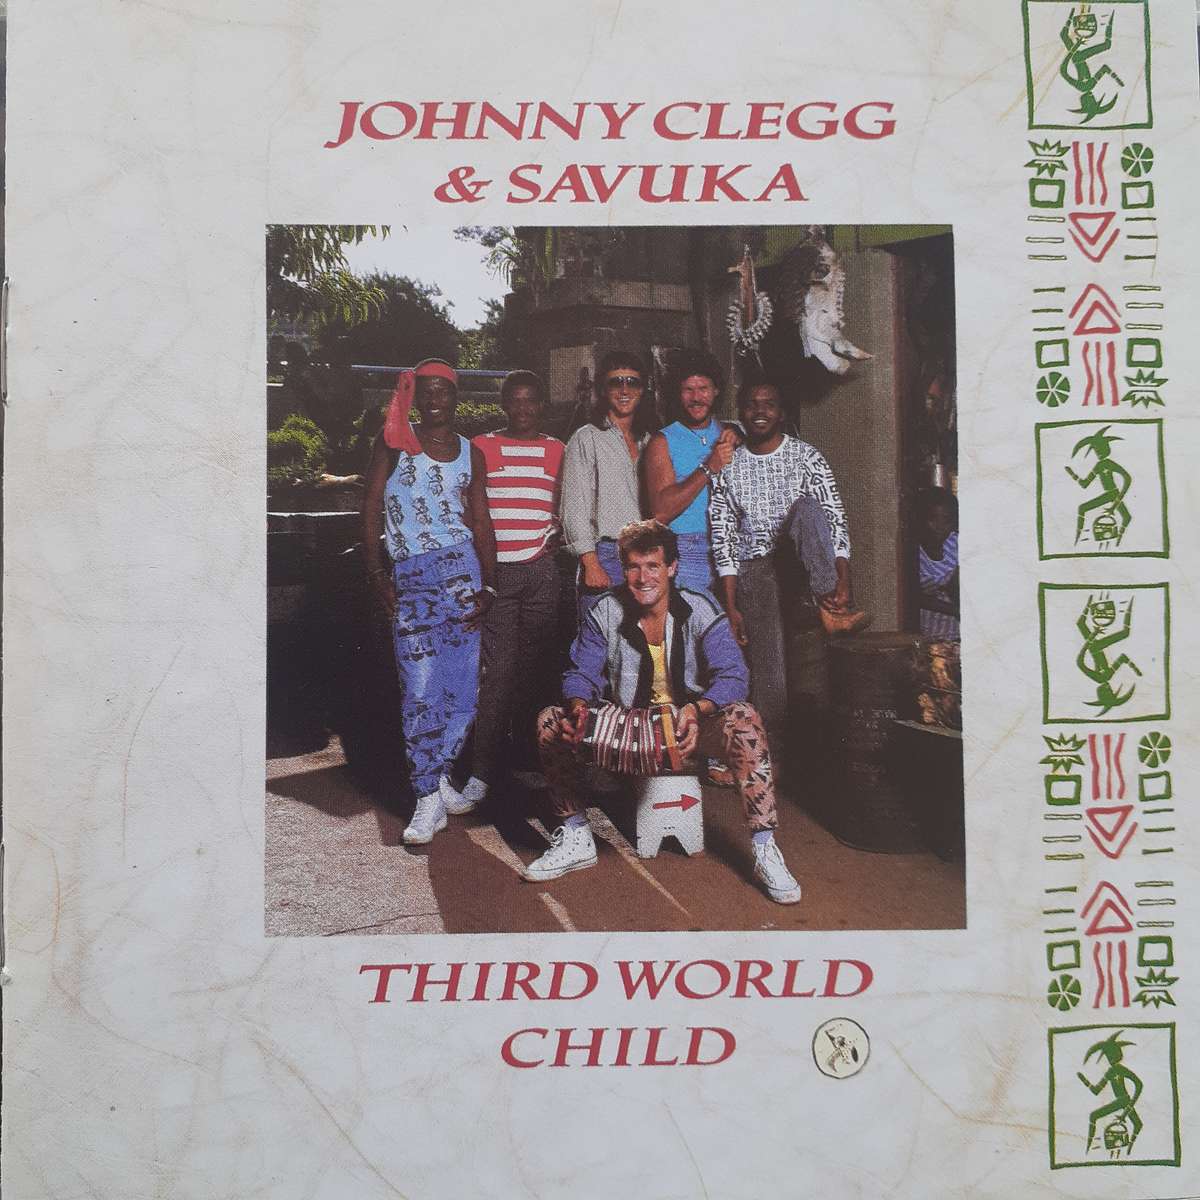 JOHNNY CLEGG
& SAVUKA
THIRD WORLD
CHILD